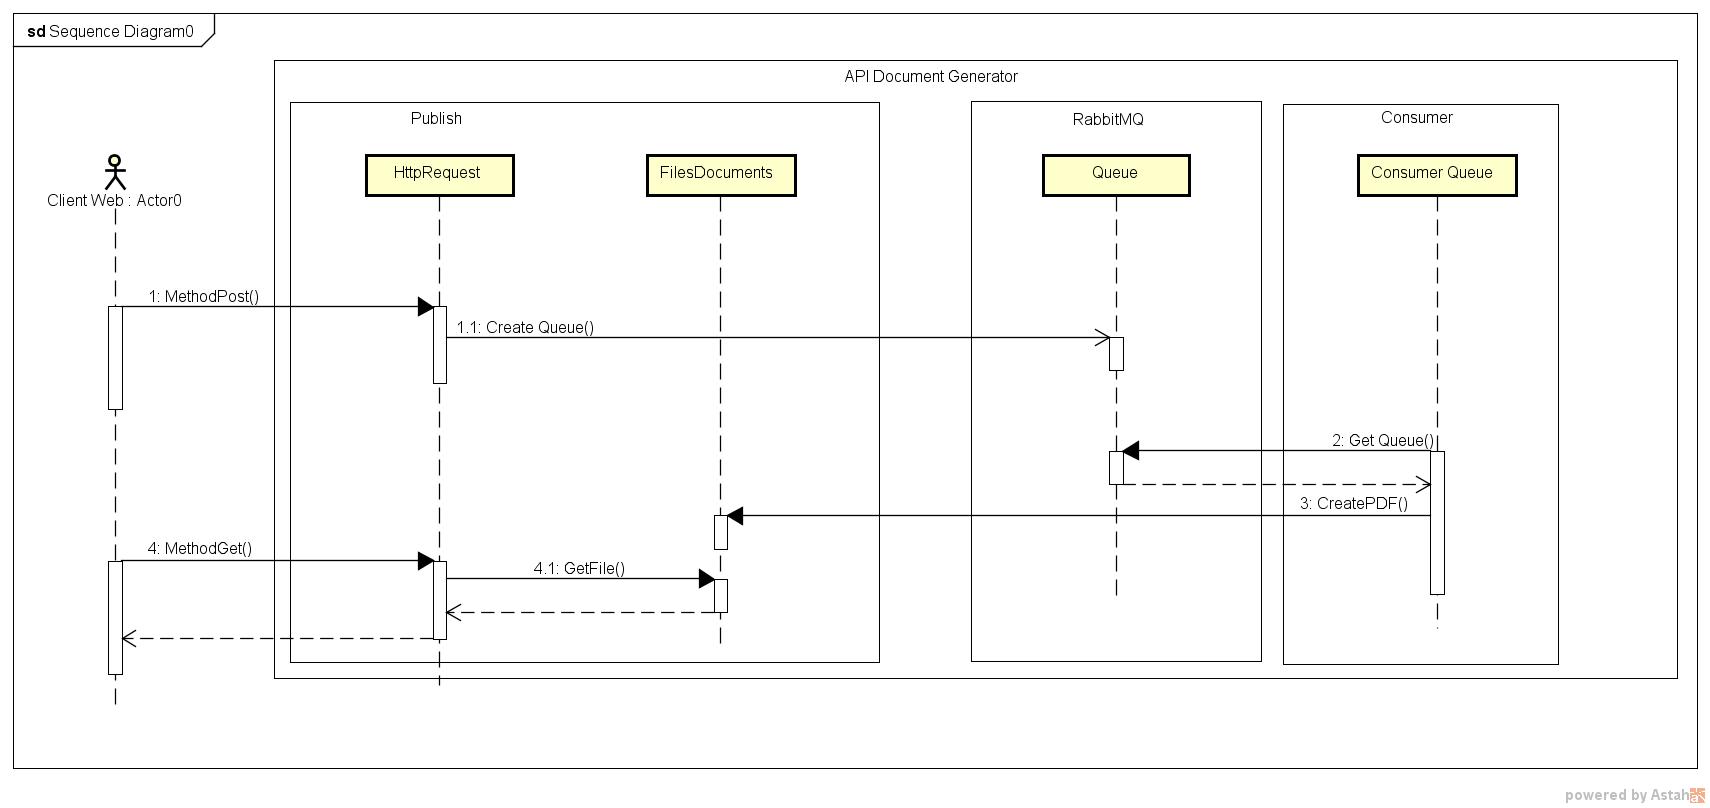 sd Sequence Diagram0
API Document Generator
Publish
RabbitMQ
Consumer
HttpRequest
FilesDocuments
Queue
Consumer Queue
Client Web : Actor0
1: MethodPost()
1.1: Create Queue()
2: Get Queue()
3: CreatePDF()
4: MethodGet()
4.1: GetFile()
powered by Astah